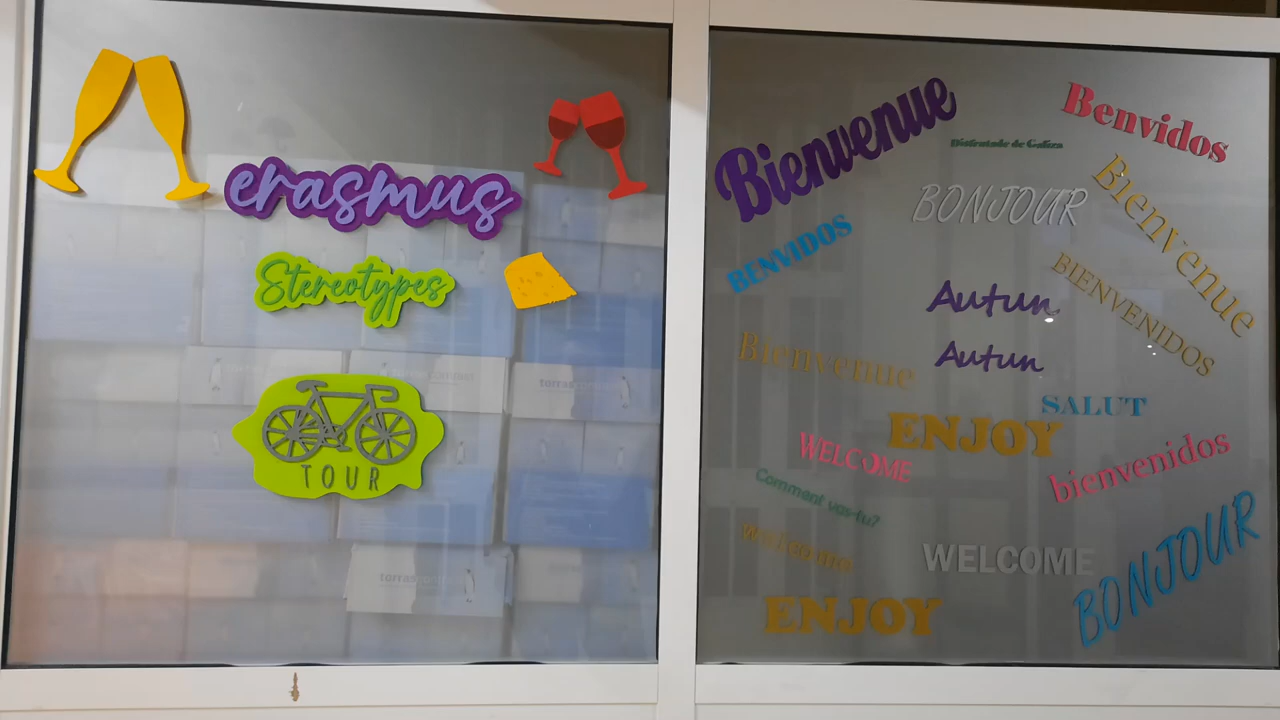 erasmus
Stereotypes
TOUR
Bienvenue
Disfrutade de Galiza
Benvidos
BONJOUR
Bienvenue
BENVIDOS
BIENVENIDOS
Autun
Autun
Bienvenue
SALUT
ENJOY
WELCOME
bienvenidos
Comment vas-tu?
Welcome
WELCOME
BONJOUR
ENJOY